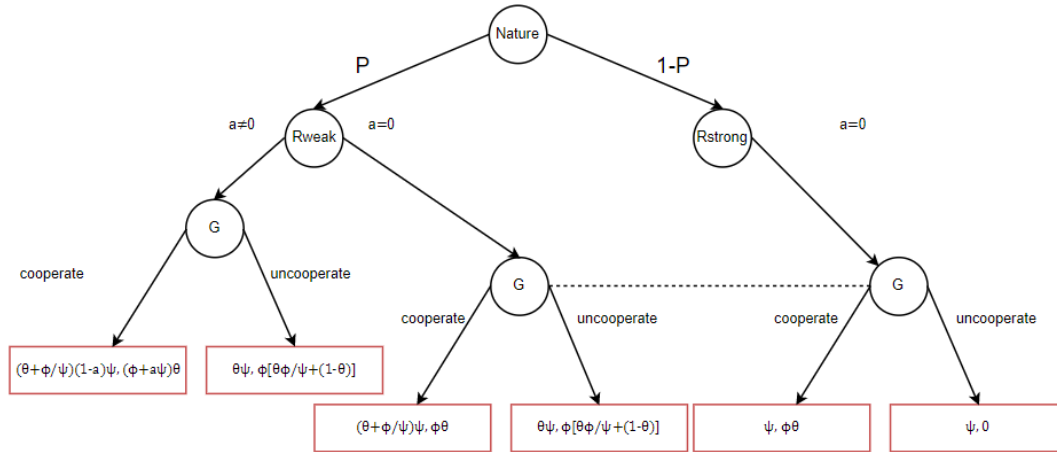 Nature
P
1-P
a≠0
Rweak
a=0
Rstrong
a=0
G
cooperate
uncooperate
G
G
cooperate
uncooperate
cooperate
uncooperate
(θ+φ/ψ)(1-a)ψ, (φ+aψ)θ
θψ, φ[θφ/ψ+(1-θ)]
(θ+φ/ψ)ψ, φθ
θψ, φ[θφ/ψ+(1-θ)]
ψ, φθ
ψ, 0